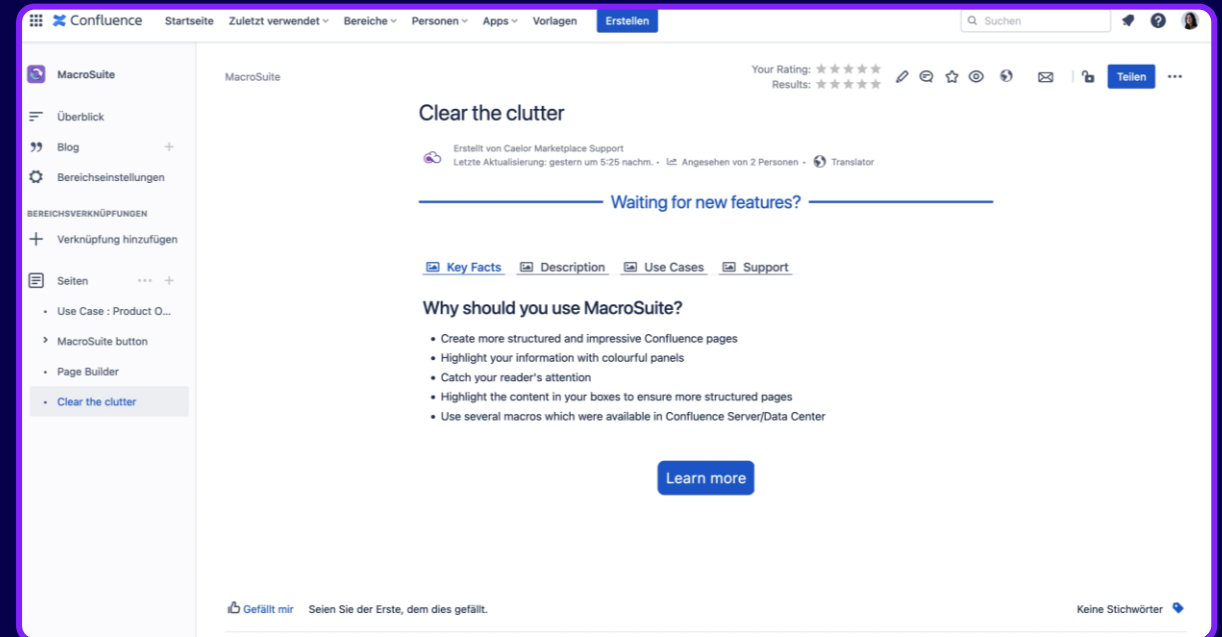 Confluence Startseite Zuletzt verwendet Bereiche Personen Apps Vorlagen Erstellen Suchen
MacroSuite
Überblick
Blog
Bereichseinstellungen
BEREICHSVERKNÜPFUNGEN
Verknüpfung hinzufügen
Seiten
Use Case : Product O...
MacroSuite button
Page Builder
Clear the clutter
MacroSuite
Your Rating:
Results:
Teilen
Clear the clutter
Erstellt von Caelor Marketplace Support
Letzte Aktualisierung: gestern um 5:25 nachm. • Angesehen von 2 Personen • Translator
Waiting for new features?
Key Facts Description Use Cases Support
Why should you use MacroSuite?
• Create more structured and impressive Confluence pages
• Highlight your information with colourful panels
• Catch your reader's attention
• Highlight the content in your boxes to ensure more structured pages
• Use several macros which were available in Confluence Server/Data Center
Learn more
Gefällt mir Seien Sie der Erste, dem dies gefällt.
Keine Stichwörter